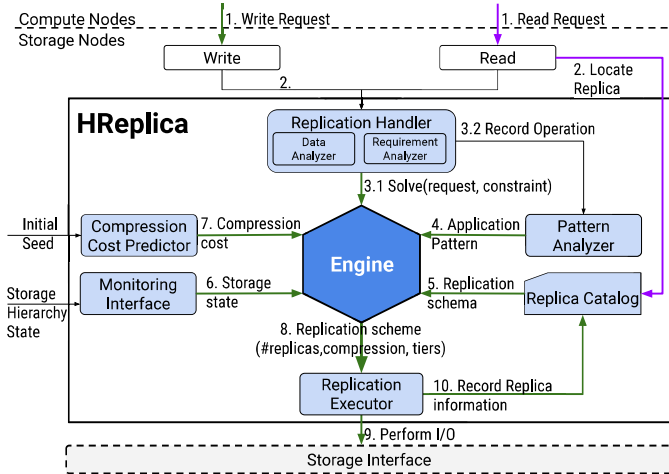 Compute Nodes
1. Write Request
1. Read Request
Storage Nodes
Write
Read
2.
2. Locate
Replica
HReplica
Replication Handler
Data
Analyzer
Requirement
Analyzer
3.2 Record Operation
3.1 Solve(request, constraint)
Initial
Seed
Compression
Cost Predictor
7. Compression
cost
Engine
4. Application
Pattern
Pattern
Analyzer
Storage
Hierarchy
State
Monitoring
Interface
6. Storage
state
5. Replication
schema
Replica Catalog
8. Replication scheme
(#replicas,compression, tiers)
Replication
Executor
10. Record Replica
information
9. Perform I/O
Storage Interface